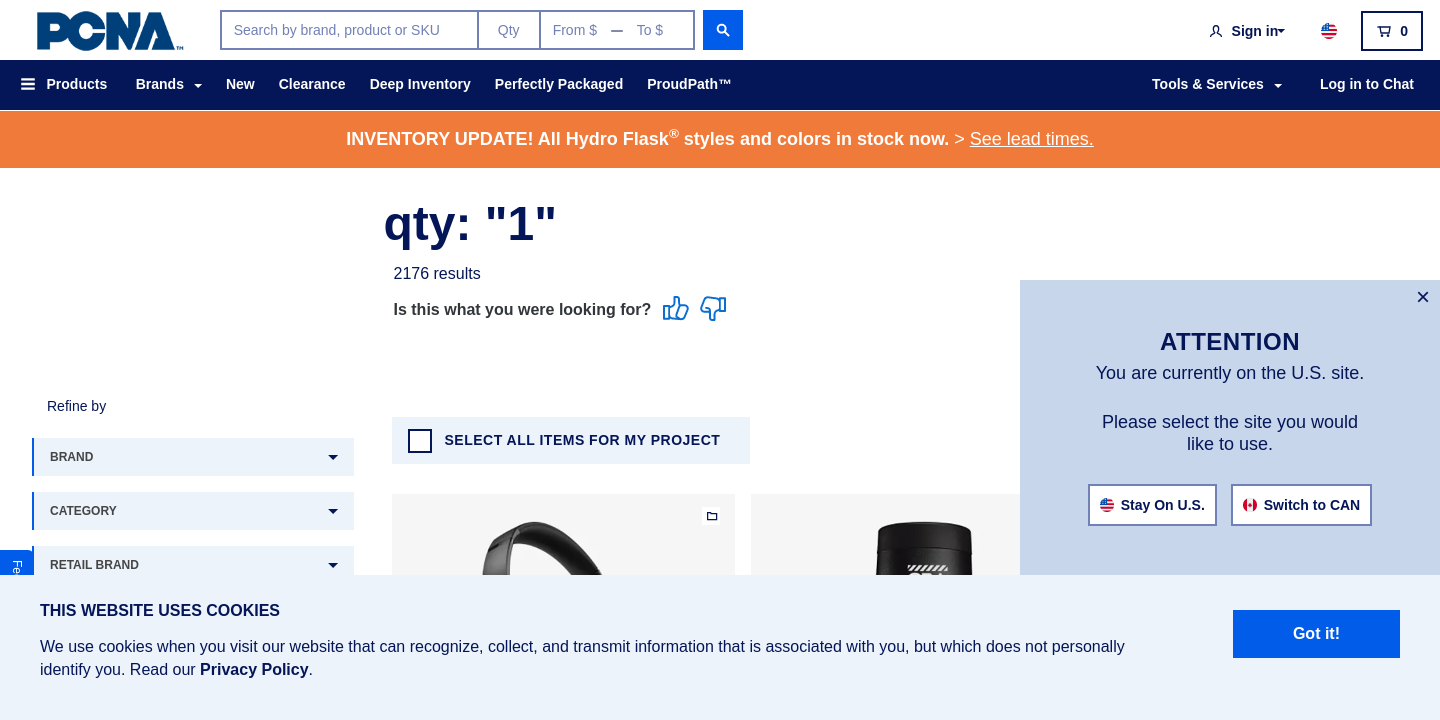 PCNA™
Search by brand, product or SKU
Qty
From $ — To $
Sign in
0
Products
Brands
New
Clearance
Deep Inventory
Perfectly Packaged
ProudPath™
Tools & Services
Log in to Chat
INVENTORY UPDATE! All Hydro Flask® styles and colors in stock now. > See lead times.
qty: "1"
2176 results
Is this what you were looking for?
×
ATTENTION
You are currently on the U.S. site.
Please select the site you would
like to use.
Stay On U.S.
Switch to CAN
Refine by
BRAND
CATEGORY
RETAIL BRAND
SELECT ALL ITEMS FOR MY PROJECT
THIS WEBSITE USES COOKIES
We use cookies when you visit our website that can recognize, collect, and transmit information that is associated with you, but which does not personally
identify you. Read our Privacy Policy.
Got it!